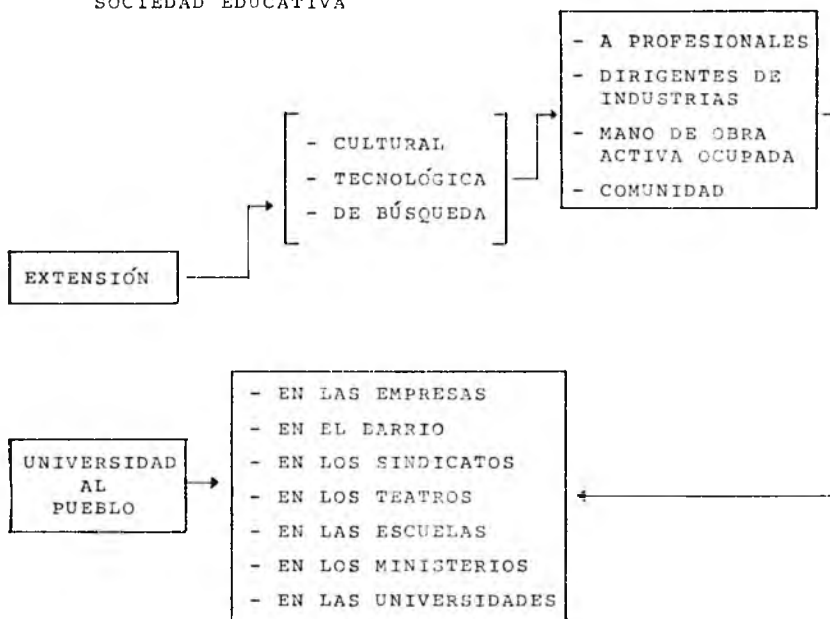 SOCIEDAD EDUCATIVA
- A PROFESIONALES
- DIRIGENTES DE
INDUSTRIAS
- MANO DE OBRA
ACTIVA OCUPADA
- COMUNIDAD
- CULTURAL
- TECNOLÓGICA
- DE BÚSQUEDA
EXTENSIÓN
UNIVERSIDAD
AL
PUEBLO
- EN LAS EMPRESAS
- EN EL BARRIO
- EN LOS SINDICATOS
- EN LOS TEATROS
- EN LAS ESCUELAS
- EN LOS MINISTERIOS
- EN LAS UNIVERSIDADES